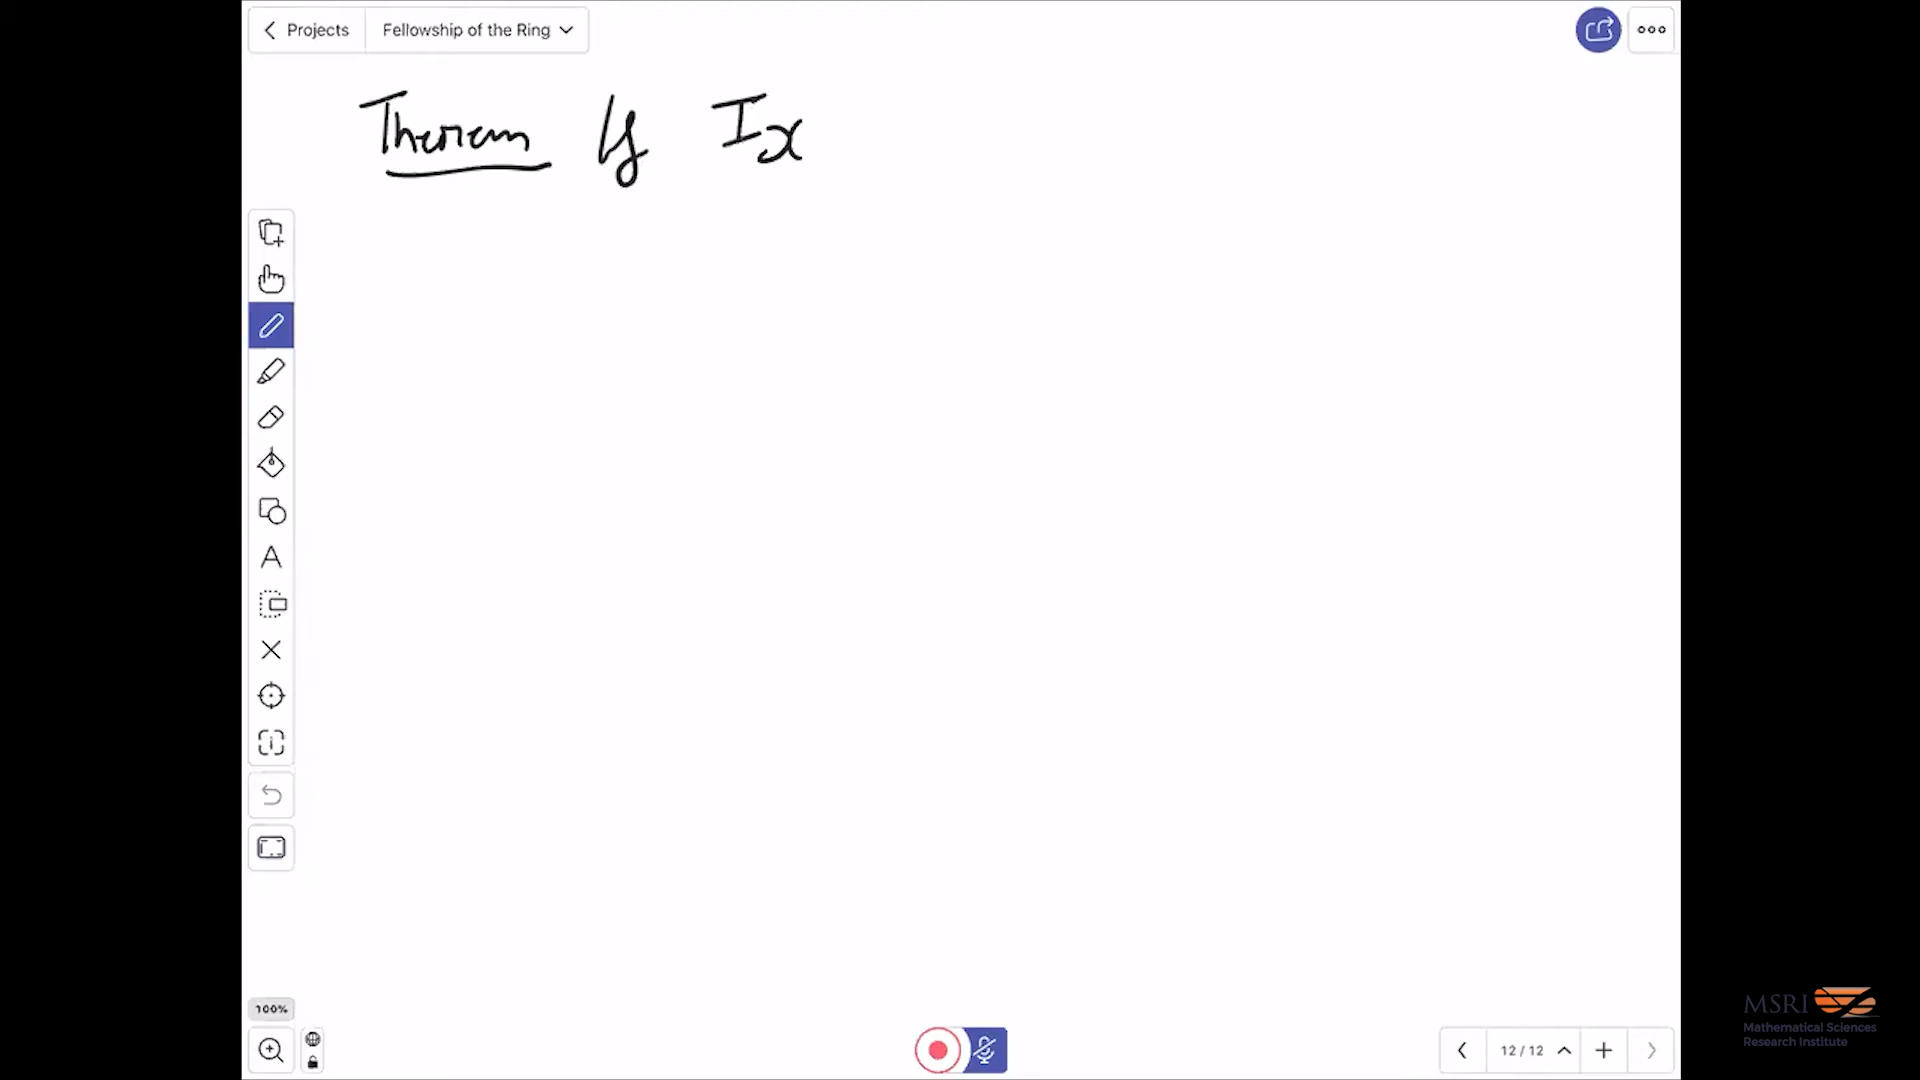 Projects
Fellowship of the Ring
Theorem If Ix
A
100%
12 / 12
MSRI
Mathematical Sciences
Research Institute